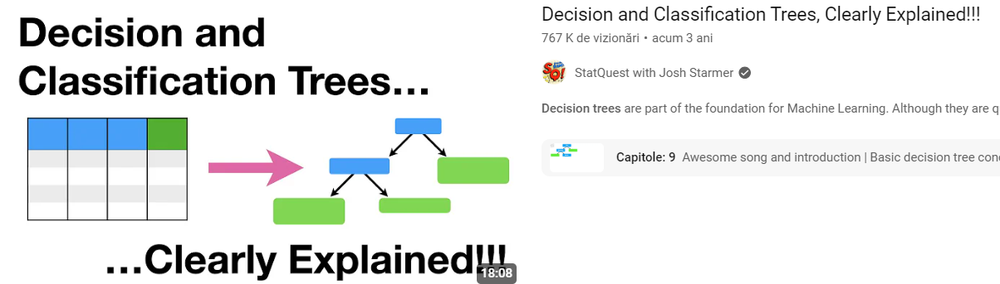 Decision and
Classification Trees…
…Clearly Explained!!!
18:08
Decision and Classification Trees, Clearly Explained!!!
767 K de vizionări • acum 3 ani
SO!
StatQuest with Josh Starmer
Decision trees are part of the foundation for Machine Learning. Although they are q
Capitole: 9 Awesome song and introduction | Basic decision tree con